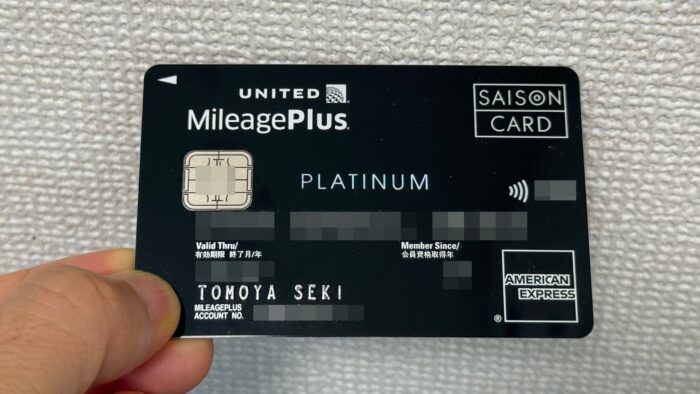 UNITED
MileagePlus®
SAISON
CARD
PLATINUM
Valid Thru/
有効期限 終了月/年
Member Since/
会員資格取得年
TOMOYA SEKI
MILEAGEPLUS
ACCOUNT NO.
AMERICAN
EXPRESS
®